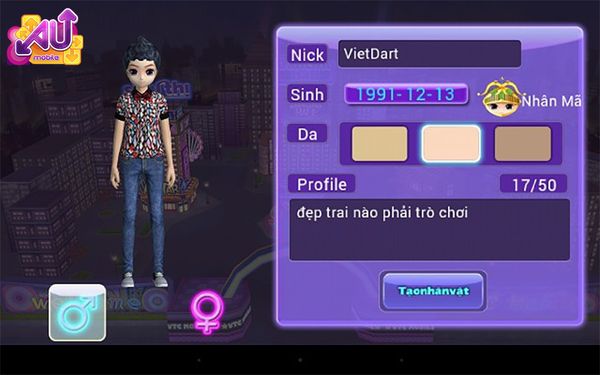 AU
mobile
Nick VietDart
Sinh 1991-12-13 Nhân Mã
Da
Profile 17/50
đẹp trai nào phải trò chơi
Taonhânvật